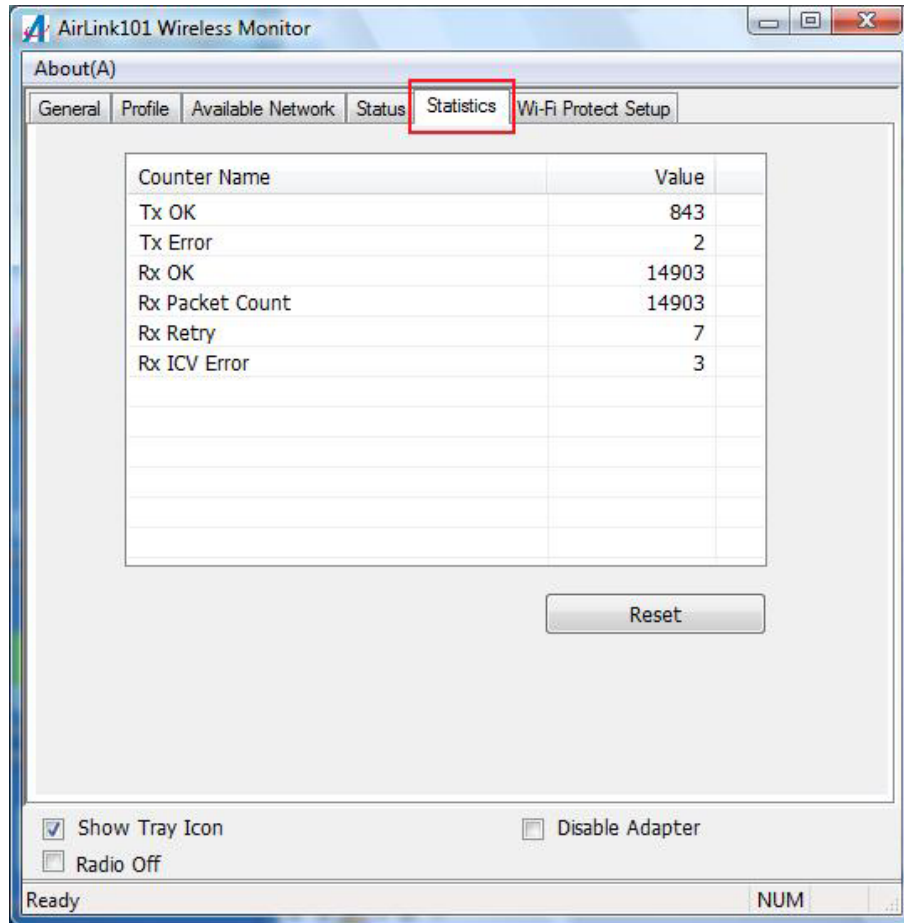 AirLink101 Wireless Monitor
About(A)
General Profile Available Network Status Statistics Wi-Fi Protect Setup
Counter Name Value
Tx OK 843
Tx Error 2
Rx OK 14903
Rx Packet Count 14903
Rx Retry 7
Rx ICV Error 3
Reset
Show Tray Icon Disable Adapter
Radio Off
Ready NUM